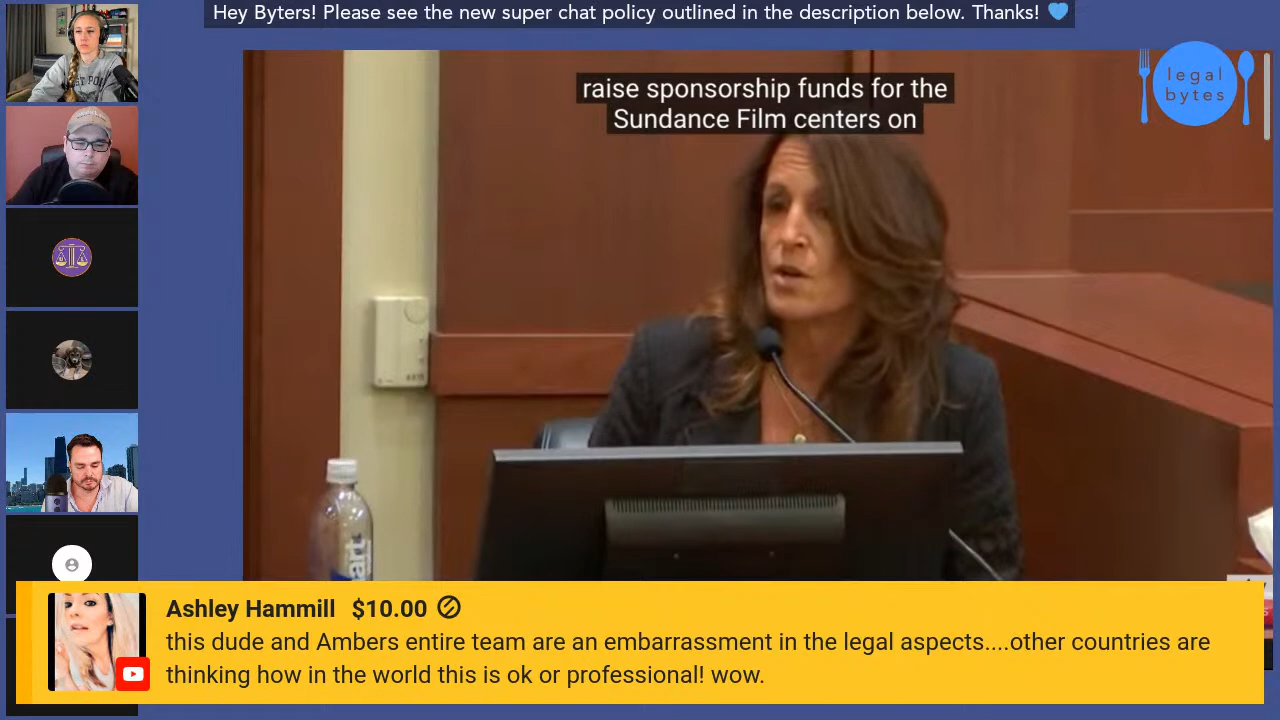 Hey Byters! Please see the new super chat policy outlined in the description below. Thanks! 💙
legal
bytes
raise sponsorship funds for the
Sundance Film centers on
Ashley Hammill $10.00
this dude and Ambers entire team are an embarrassment in the legal aspects....other countries are
thinking how in the world this is ok or professional! wow.